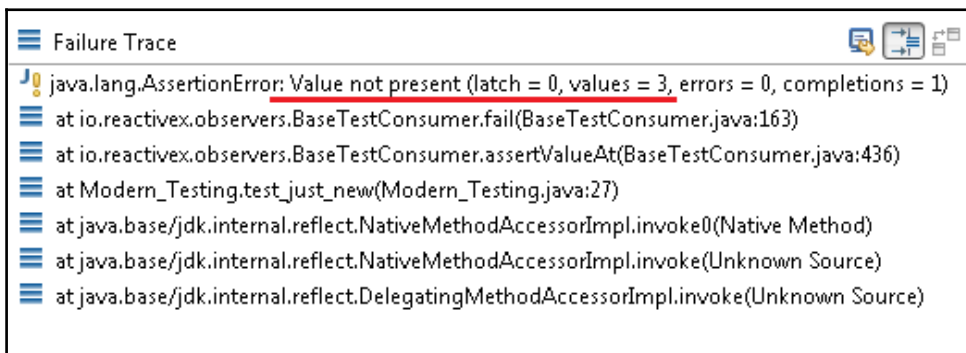 Failure Trace
java.lang.AssertionError: Value not present (latch = 0, values = 3, errors = 0, completions = 1)
at io.reactivex.observers.BaseTestConsumer.fail(BaseTestConsumer.java:163)
at io.reactivex.observers.BaseTestConsumer.assertValueAt(BaseTestConsumer.java:436)
at Modern_Testing.test_just_new(Modern_Testing.java:27)
at java.base/jdk.internal.reflect.NativeMethodAccessorImpl.invoke0(Native Method)
at java.base/jdk.internal.reflect.NativeMethodAccessorImpl.invoke(Unknown Source)
at java.base/jdk.internal.reflect.DelegatingMethodAccessorImpl.invoke(Unknown Source)